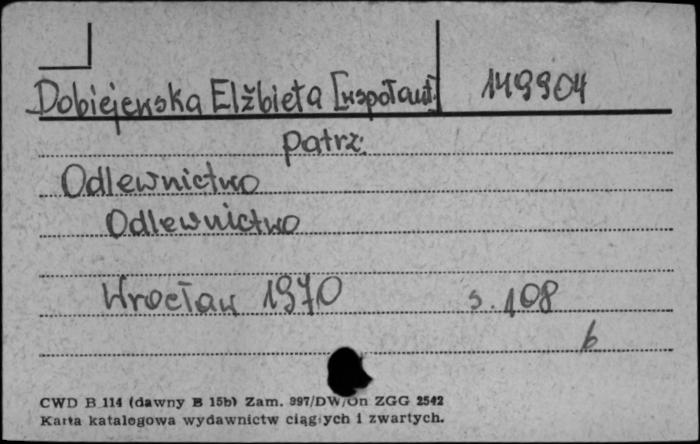 Dobiejewska Elżbieta [współaut.] 149904
patrz.
Odlewnictwo
Odlewnictwo
Wrocław 1970 s. 108
b
CWD B 114 (dawny B 15b) Zam. 997/DW/On ZGG 2542
Karta katalogowa wydawnictw ciągłych i zwartych.